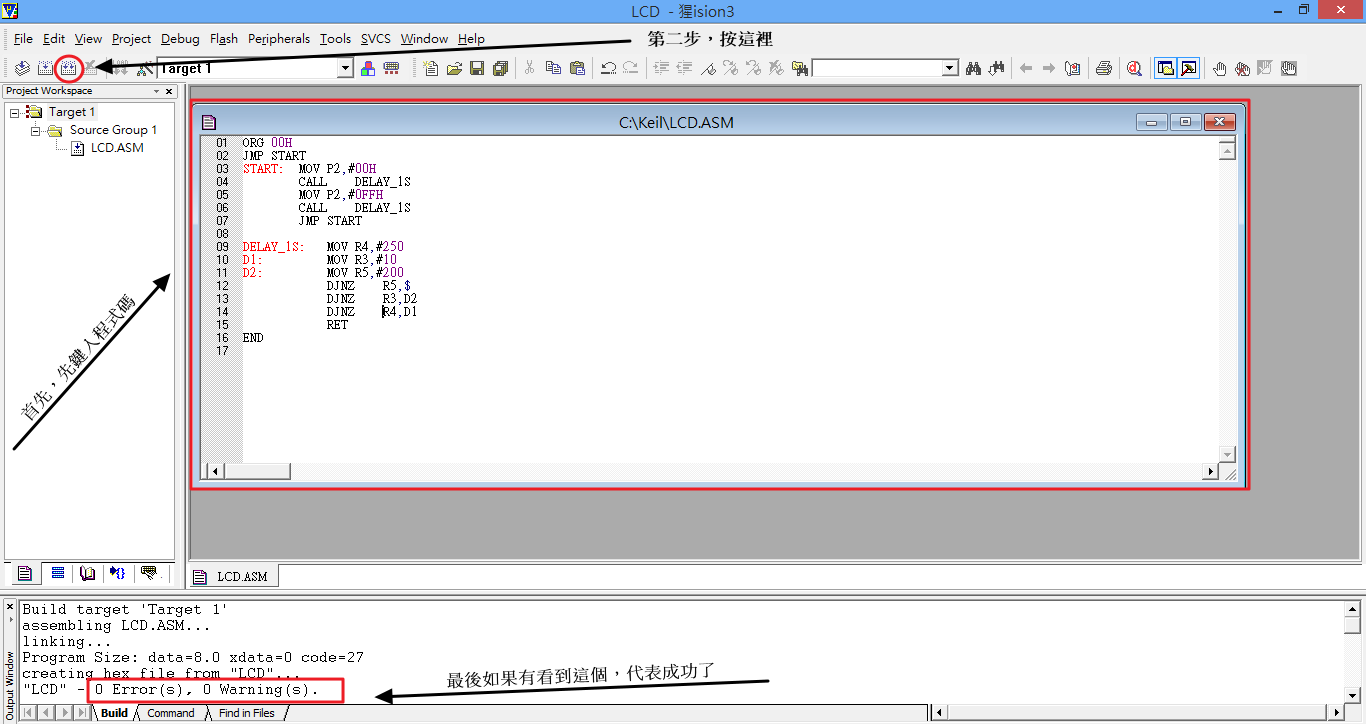 LCD - 猩ision3
File Edit View Project Debug Flash Peripherals Tools SVCS Window Help
第二步，按這裡
Target 1
Project Workspace
Target 1
Source Group 1
LCD.ASM
首先，先鍵入程式碼
C:\Keil\LCD.ASM
01 ORG 00H
02 JMP START
03 START: MOV P2,#00H
04 CALL DELAY_1S
05 MOV P2,#0FFH
06 CALL DELAY_1S
07 JMP START
08
09 DELAY_1S: MOV R4,#250
10 D1: MOV R3,#10
11 D2: MOV R5,#200
12 DJNZ R5,$
13 DJNZ R3,D2
14 DJNZ R4,D1
15 RET
16 END
17
LCD.ASM
Output Window
Build target 'Target 1'
assembling LCD.ASM...
linking...
Program Size: data=8.0 xdata=0 code=27
creating hex file from "LCD"...
"LCD" - 0 Error(s), 0 Warning(s).
最後如果有看到這個，代表成功了
Build Command Find in Files